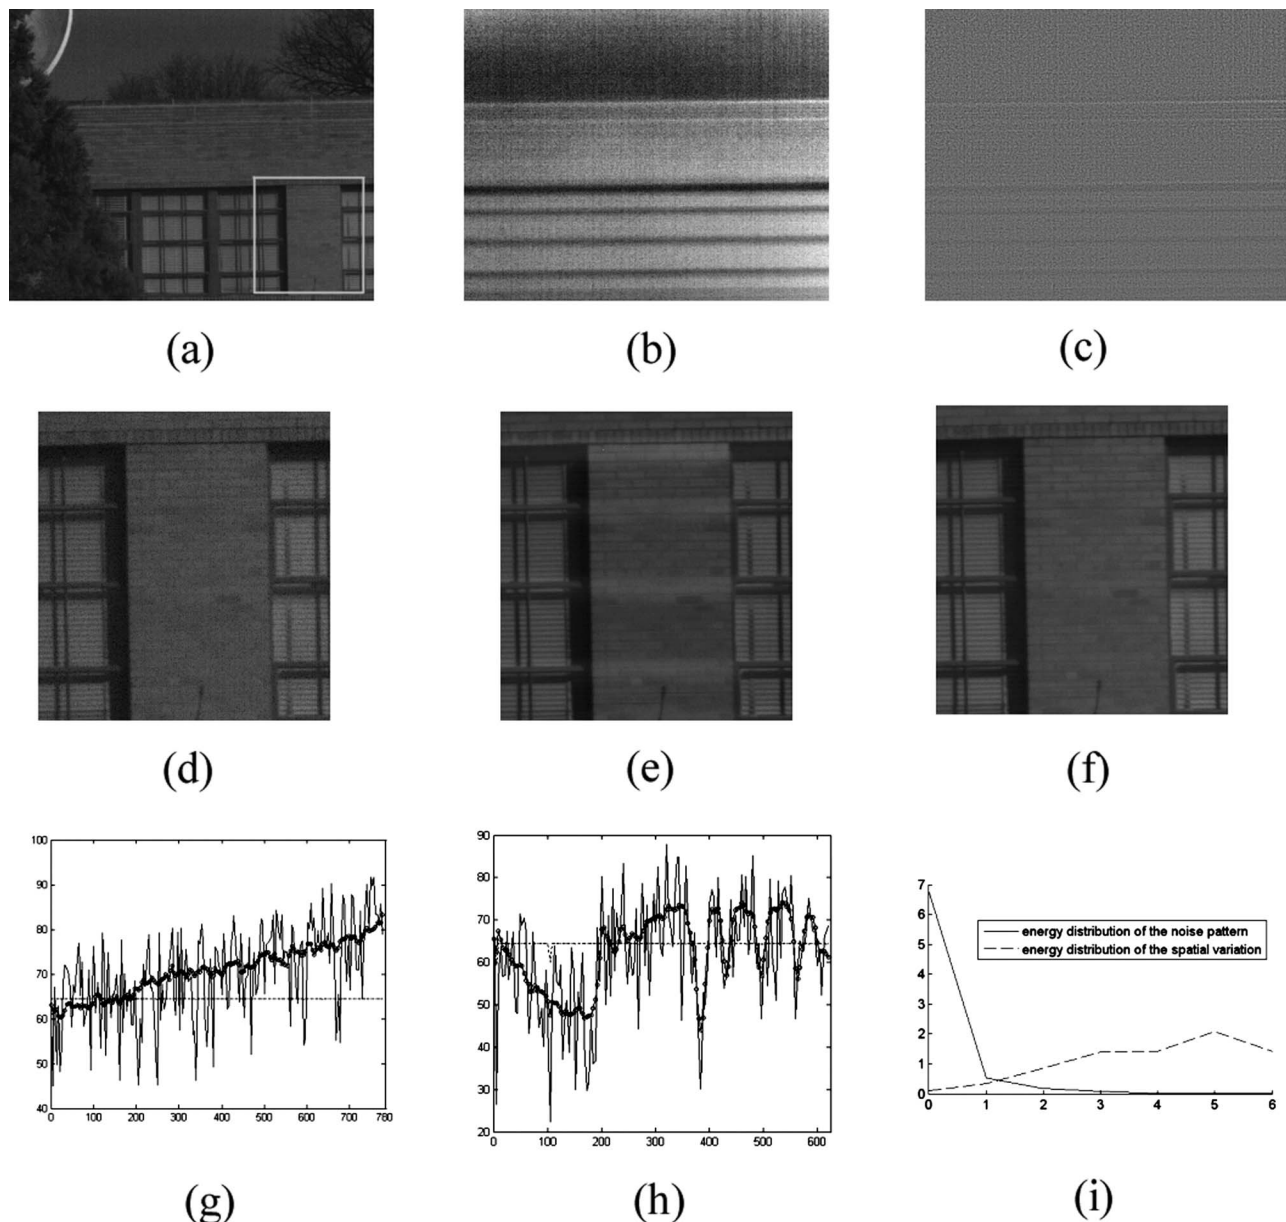 (a) (b) (c)
(d) (e) (f)
100
90
80
70
60
50
40
0 100 200 300 400 500 600 700 780
90
80
70
60
50
40
30
20
0 100 200 300 400 500 600
7
6
5
4
3
2
1
0
energy distribution of the noise pattern
energy distribution of the spatial variation
0 1 2 3 4 5 6
(g) (h) (i)